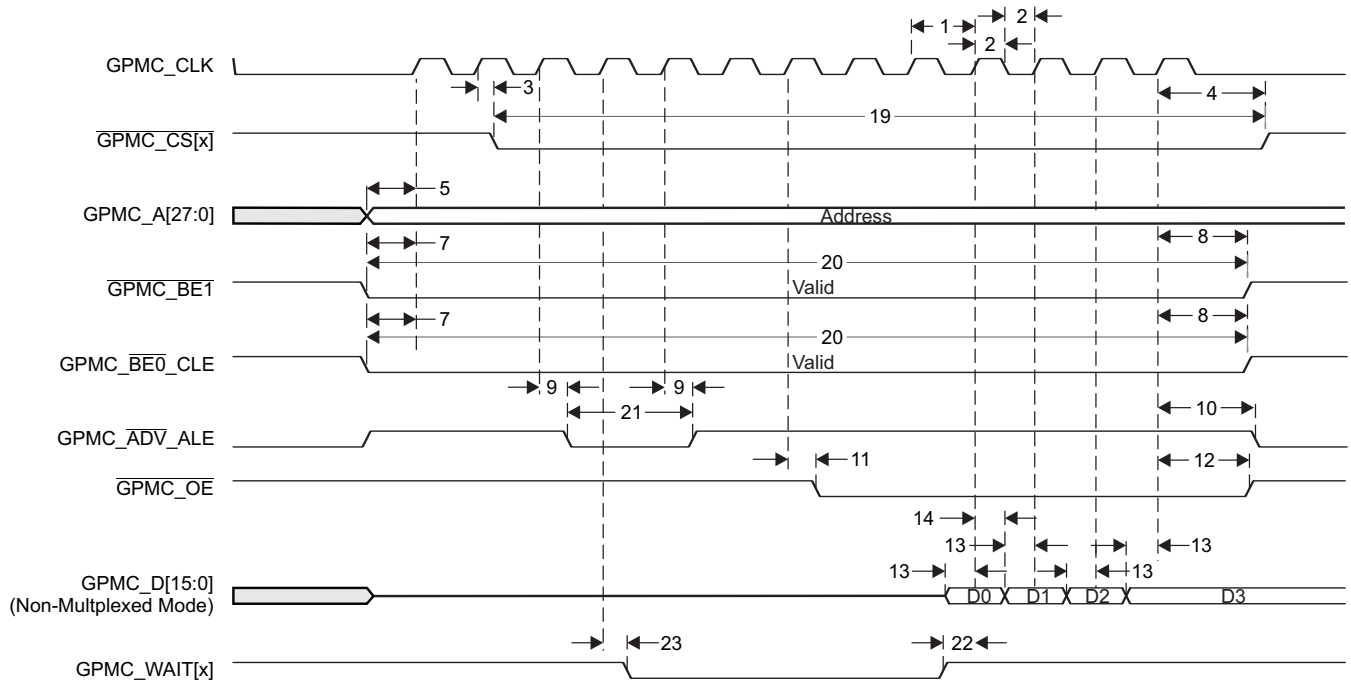 1
2
2
GPMC_CLK
3
4
19
GPMC_CS[x]
5
GPMC_A[27:0]
Address
7
8
20
GPMC_BE1
Valid
7
8
20
GPMC_BE0_CLE
Valid
9
9
21
10
GPMC_ADV_ALE
11
12
GPMC_OE
14
13
13
13
13
GPMC_D[15:0]
(Non-Multplexed Mode)
D0
D1
D2
D3
23
22
GPMC_WAIT[x]